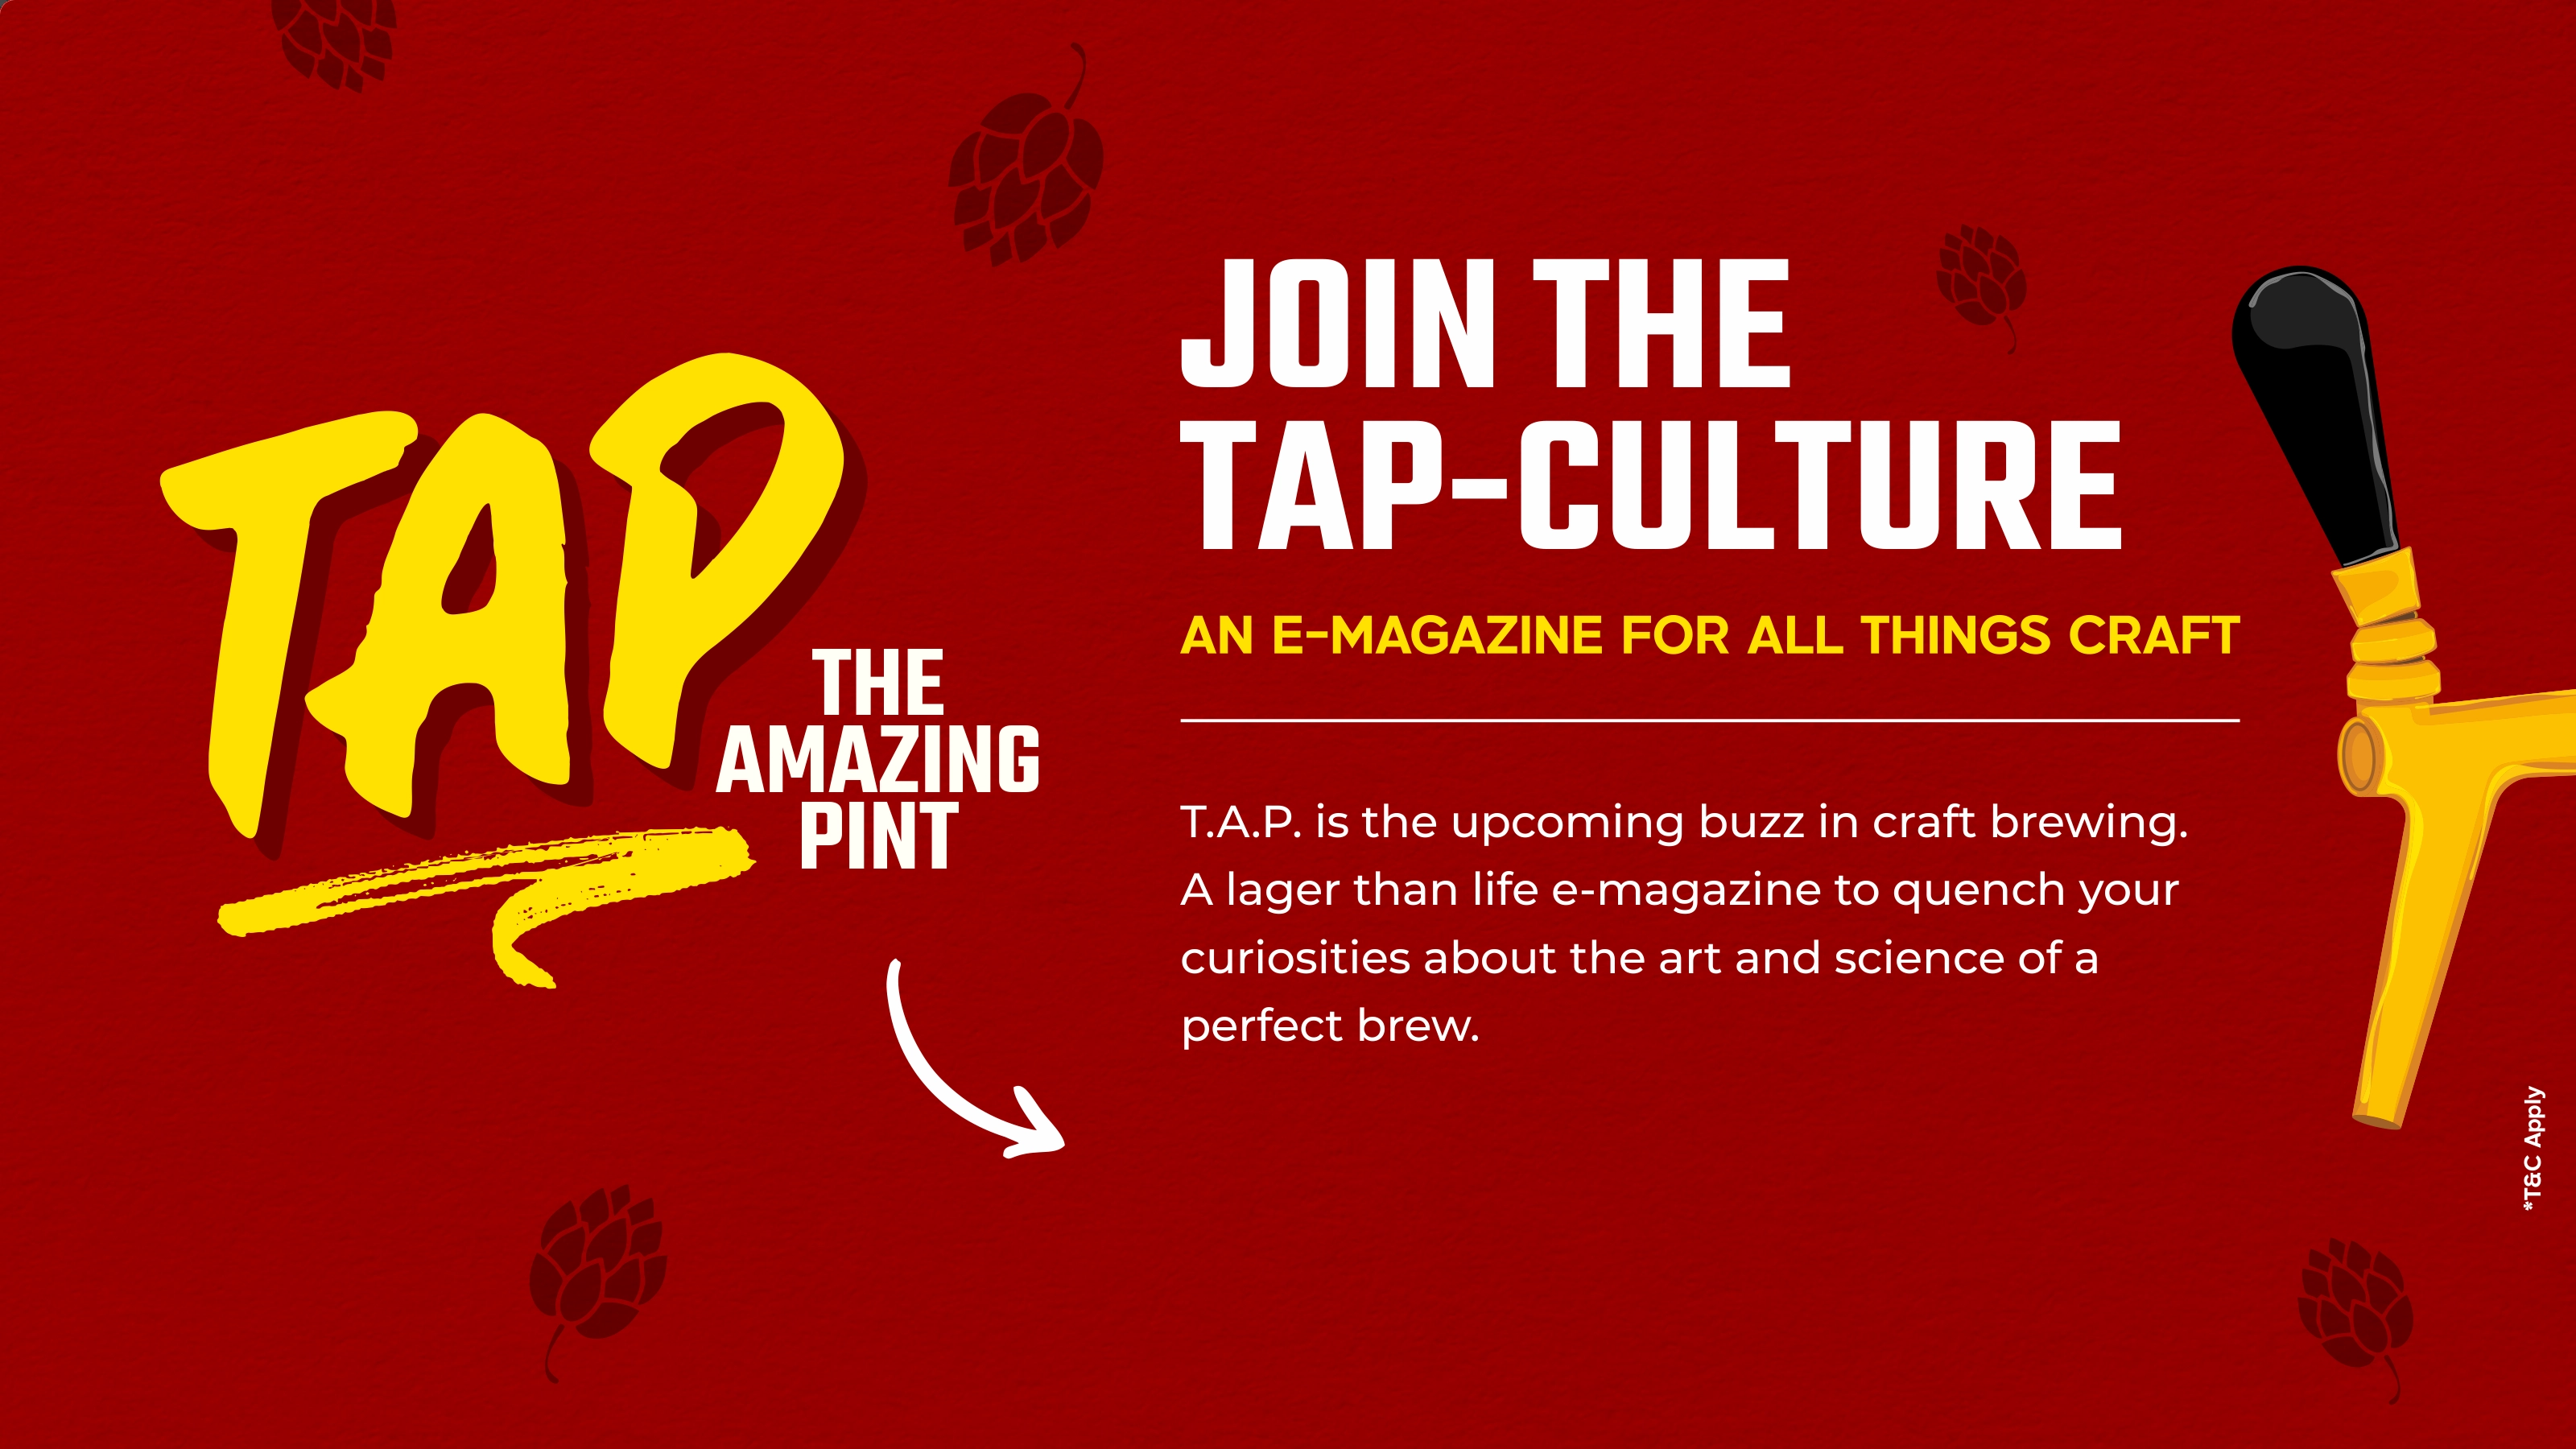 TAP
THE
AMAZING
PINT
JOIN THE
TAP-CULTURE
AN E-MAGAZINE FOR ALL THINGS CRAFT
T.A.P. is the upcoming buzz in craft brewing.
A lager than life e-magazine to quench your
curiosities about the art and science of a
perfect brew.
*T&C Apply